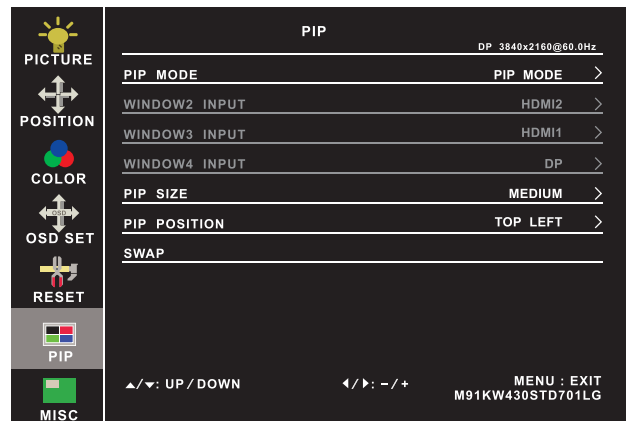 PICTURE
POSITION
COLOR
OSD
OSD SET
RESET
PIP
MISC
PIP
DP 3840x2160@60.0Hz
PIP MODE PIP MODE >
WINDOW2 INPUT HDMI2 >
WINDOW3 INPUT HDMI1 >
WINDOW4 INPUT DP >
PIP SIZE MEDIUM >
PIP POSITION TOP LEFT >
SWAP
▲/▼: UP/DOWN ◀/▶: –/+ MENU : EXIT
M91KW430STD701LG